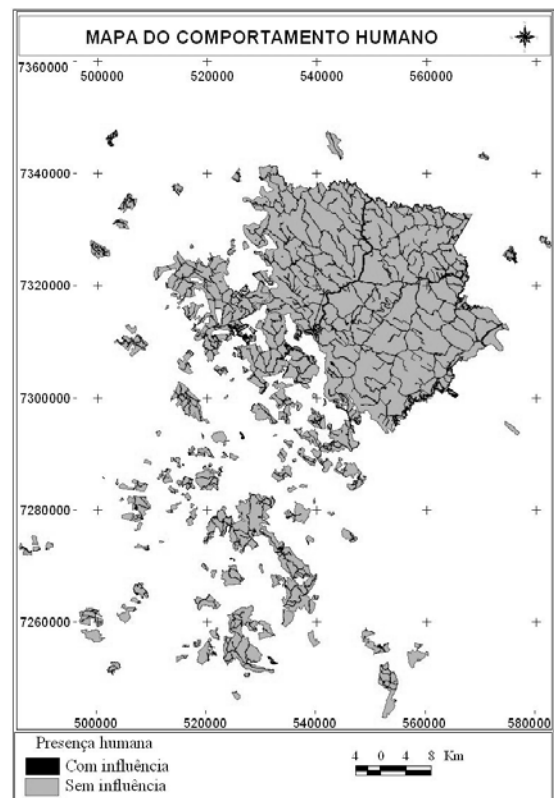 MAPA DO COMPORTAMENTO HUMANO
7360000
500000 520000 540000 560000
7340000
7320000
7300000
7280000
7260000
500000 520000 540000 560000 580000
Presença humana
Com influência
Sem influência
4 0 4 8 Km